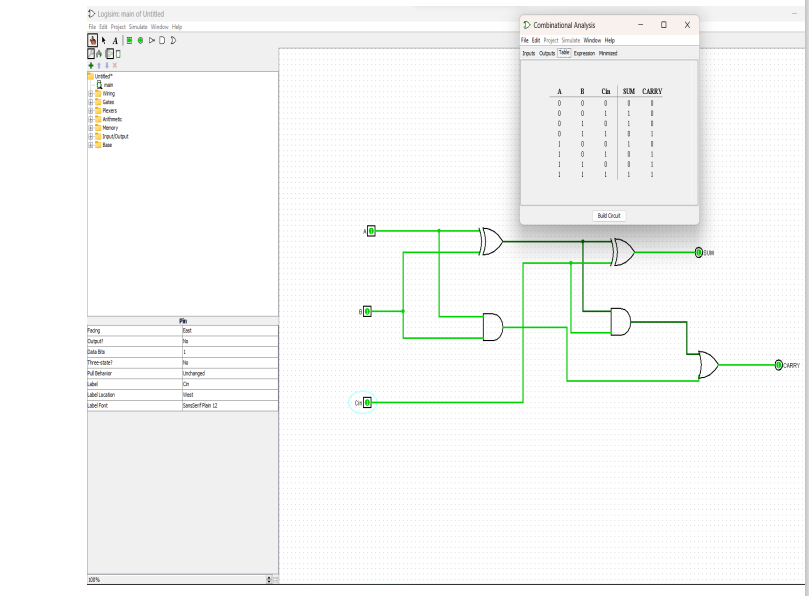 Logisim: main of Untitled
File Edit Project Simulate Window Help
A
Untitled*
main
Wiring
Gates
Plexers
Arithmetic
Memory
Input/Output
Base
Pin
Facing East
Output? No
Data Bits 1
Three-state? No
Pull Behavior Unchanged
Label Cin
Label Location West
Label Font SansSerif Plain 12
100%
Combinational Analysis
File Edit Project Simulate Window Help
Inputs Outputs Table Expression Minimized
A B Cin SUM CARRY
0 0 0 0 0
0 0 1 1 0
0 1 0 1 0
0 1 1 0 1
1 0 0 1 0
1 0 1 0 1
1 1 0 0 1
1 1 1 1 1
Build Circuit
A 1
SUM
B 1
CARRY
Cin 1